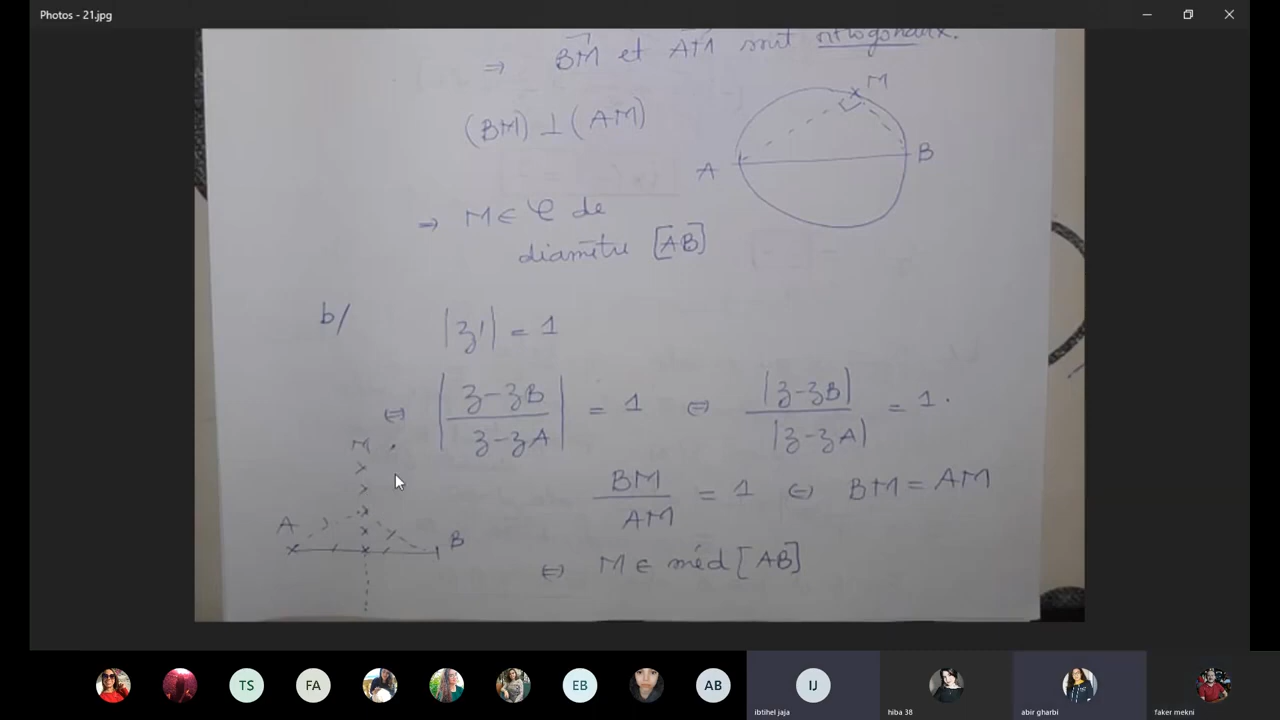 Photos - 21.jpg
⇒ BM et AM sont orthogonaux.
(BM) ⊥ (AM)
M
A
B
⇒ M ∈ 𝒞 de
diamètre [AB]
b/ |z'| = 1
⇔ |z-zB / z-zA| = 1 ⇔ |z-zB| / |z-zA| = 1.
M
BM / AM = 1 ⇔ BM = AM
A
B
⇔ M ∈ méd [AB]
TS
FA
EB
AB
IJ
ibtihel jaja
hiba 38
abir gharbi
faker mekni